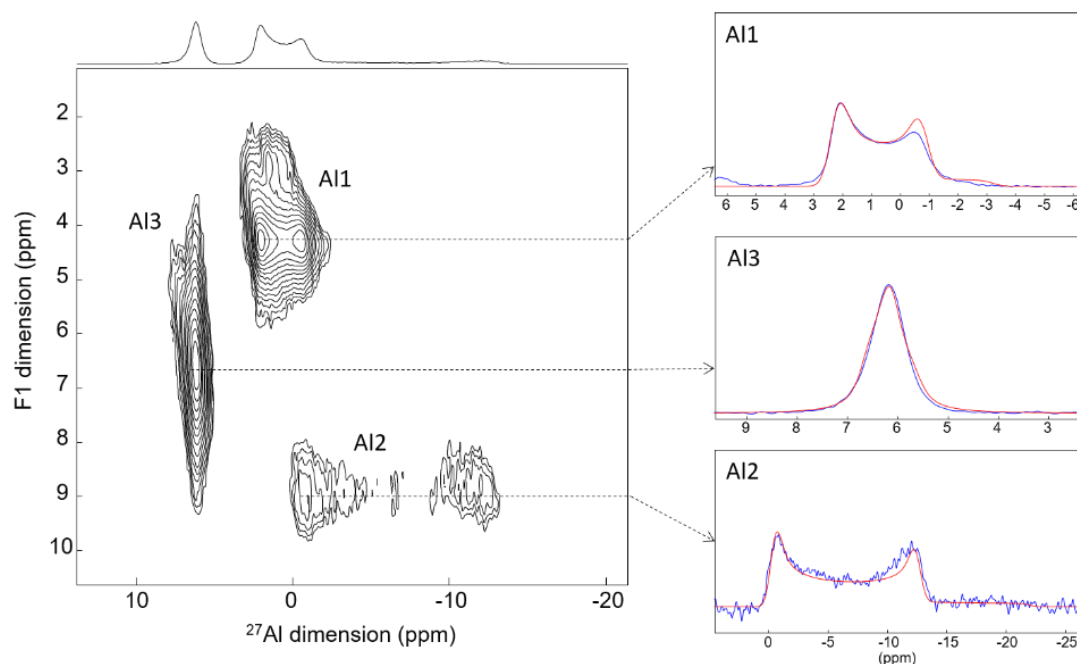 Al1
6 5 4 3 2 1 0 -1 -2 -3 -4 -5 -6
2
3
4
5
6
7
8
9
10
F1 dimension (ppm)
Al1
Al3
Al2
10 0 -10 -20
²⁷Al dimension (ppm)
Al3
9 8 7 6 5 4 3
Al2
0 -5 -10 -15 -20 -25
(ppm)